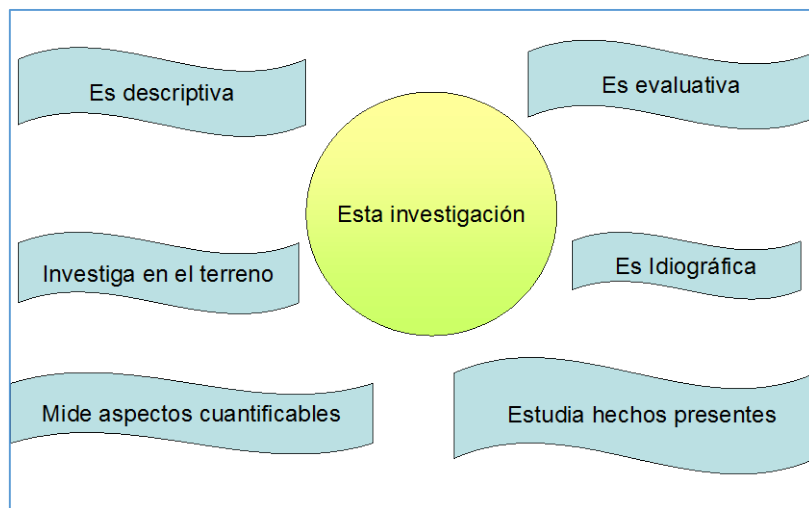 Es descriptiva
Es evaluativa
Esta investigación
Investiga en el terreno
Es Idiográfica
Mide aspectos cuantificables
Estudia hechos presentes